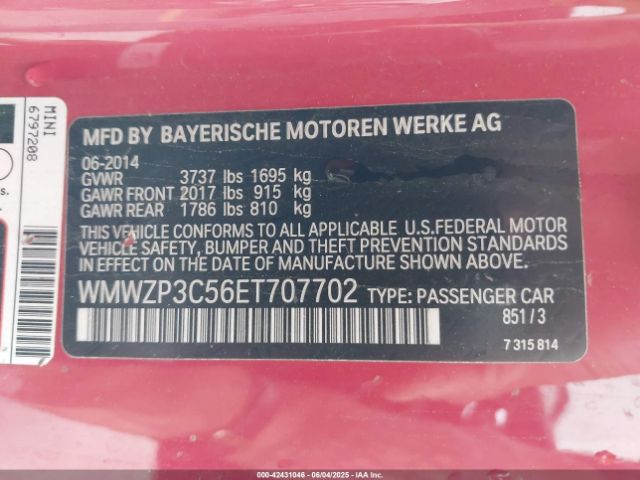 MFD BY BAYERISCHE MOTOREN WERKE AG
06-2014
GVWR 3737 lbs 1695 kg
GAWR FRONT 2017 lbs 915 kg
GAWR REAR 1786 lbs 810 kg
THIS VEHICLE CONFORMS TO ALL APPLICABLE U.S.FEDERAL MOTOR
VEHICLE SAFETY, BUMPER AND THEFT PREVENTION STANDARDS
IN EFFECT ON THE DATE OF MANUFACTURE SHOWN ABOVE.
WMWZP3C56ET707702 TYPE: PASSENGER CAR
851 / 3
7 315 814
MINI
6797208
s.
00-42431046 - 06/04/2025 - COPYRIGHT IAA, LLC.